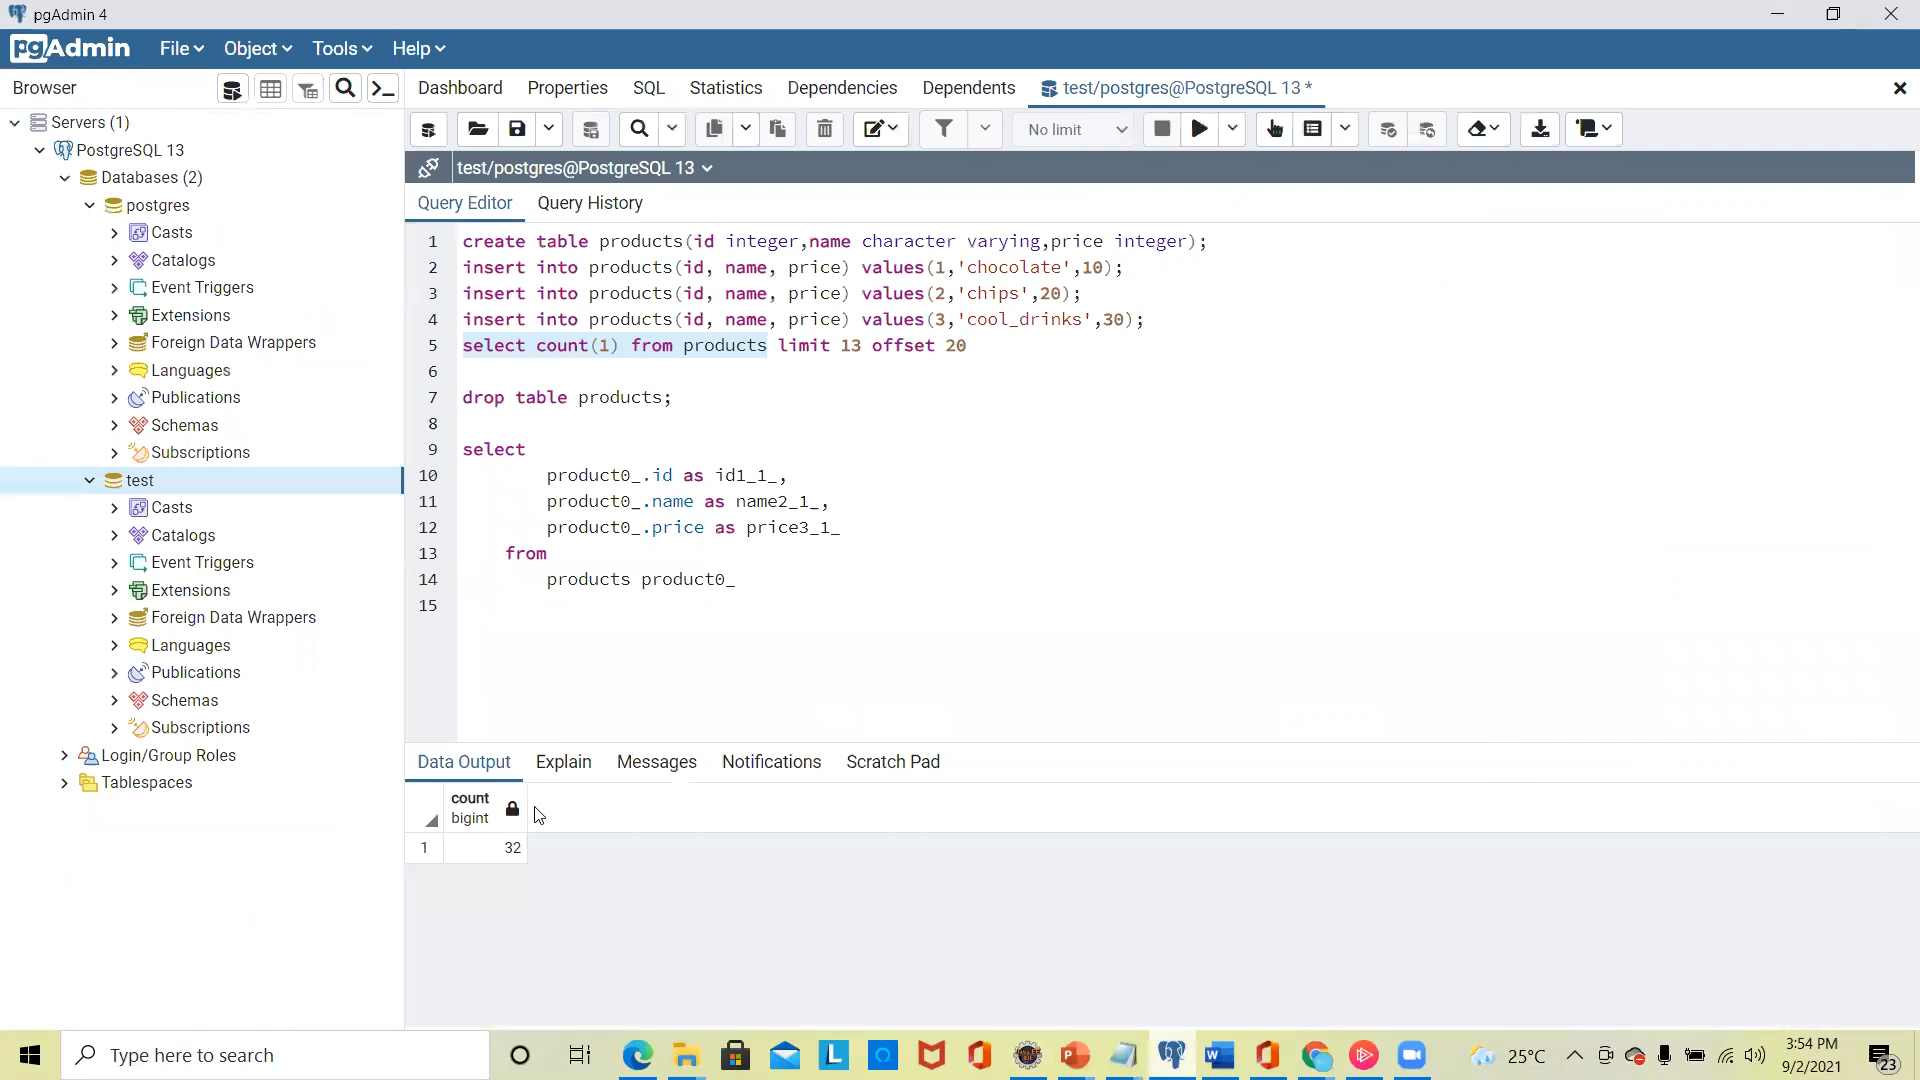 pgAdmin 4
pgAdmin File Object Tools Help
Browser
Dashboard Properties SQL Statistics Dependencies Dependents test/postgres@PostgreSQL 13 *
No limit
test/postgres@PostgreSQL 13
Query Editor Query History
Servers (1)
PostgreSQL 13
Databases (2)
postgres
Casts
Catalogs
Event Triggers
Extensions
Foreign Data Wrappers
Languages
Publications
Schemas
Subscriptions
test
Casts
Catalogs
Event Triggers
Extensions
Foreign Data Wrappers
Languages
Publications
Schemas
Subscriptions
Login/Group Roles
Tablespaces
1 create table products(id integer,name character varying,price integer);
2 insert into products(id, name, price) values(1,'chocolate',10);
3 insert into products(id, name, price) values(2,'chips',20);
4 insert into products(id, name, price) values(3,'cool_drinks',30);
5 select count(1) from products limit 13 offset 20
6
7 drop table products;
8
9 select
10 product0_.id as id1_1_,
11 product0_.name as name2_1_,
12 product0_.price as price3_1_
13 from
14 products product0_
15
Data Output Explain Messages Notifications Scratch Pad
count
bigint
1 32
Type here to search
25°C
3:54 PM
9/2/2021
23